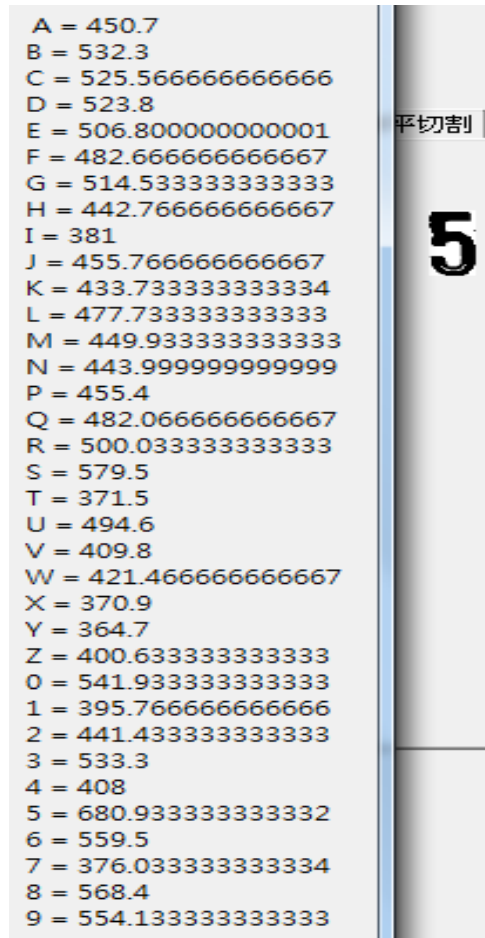 A = 450.7
B = 532.3
C = 525.566666666666
D = 523.8
E = 506.800000000001
F = 482.666666666667
G = 514.533333333333
H = 442.766666666667
I = 381
J = 455.766666666667
K = 433.733333333334
L = 477.733333333333
M = 449.933333333333
N = 443.999999999999
P = 455.4
Q = 482.066666666667
R = 500.033333333333
S = 579.5
T = 371.5
U = 494.6
V = 409.8
W = 421.466666666667
X = 370.9
Y = 364.7
Z = 400.633333333333
0 = 541.933333333333
1 = 395.766666666666
2 = 441.433333333333
3 = 533.3
4 = 408
5 = 680.933333333332
6 = 559.5
7 = 376.033333333334
8 = 568.4
9 = 554.133333333333
平切割
5